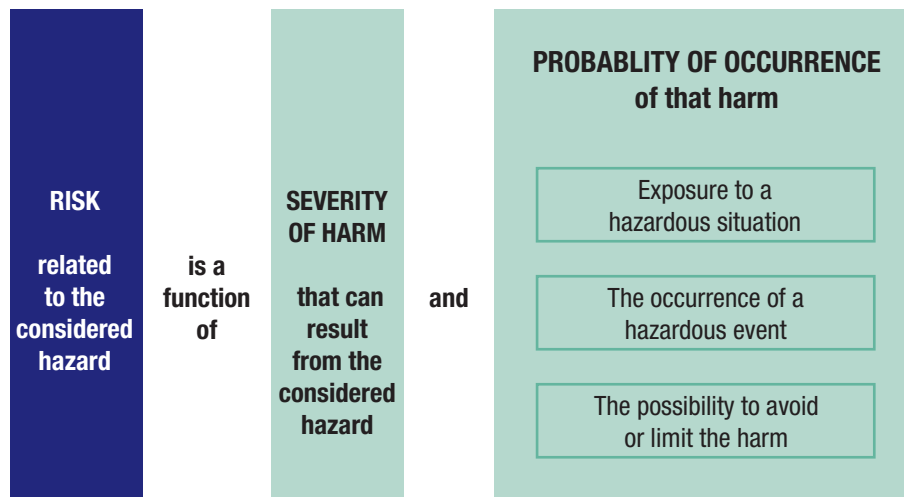 RISK
related
to the
considered
hazard
is a
function
of
SEVERITY
OF HARM
that can
result
from the
considered
hazard
and
PROBABLITY OF OCCURRENCE
of that harm
Exposure to a
hazardous situation
The occurrence of a
hazardous event
The possibility to avoid
or limit the harm